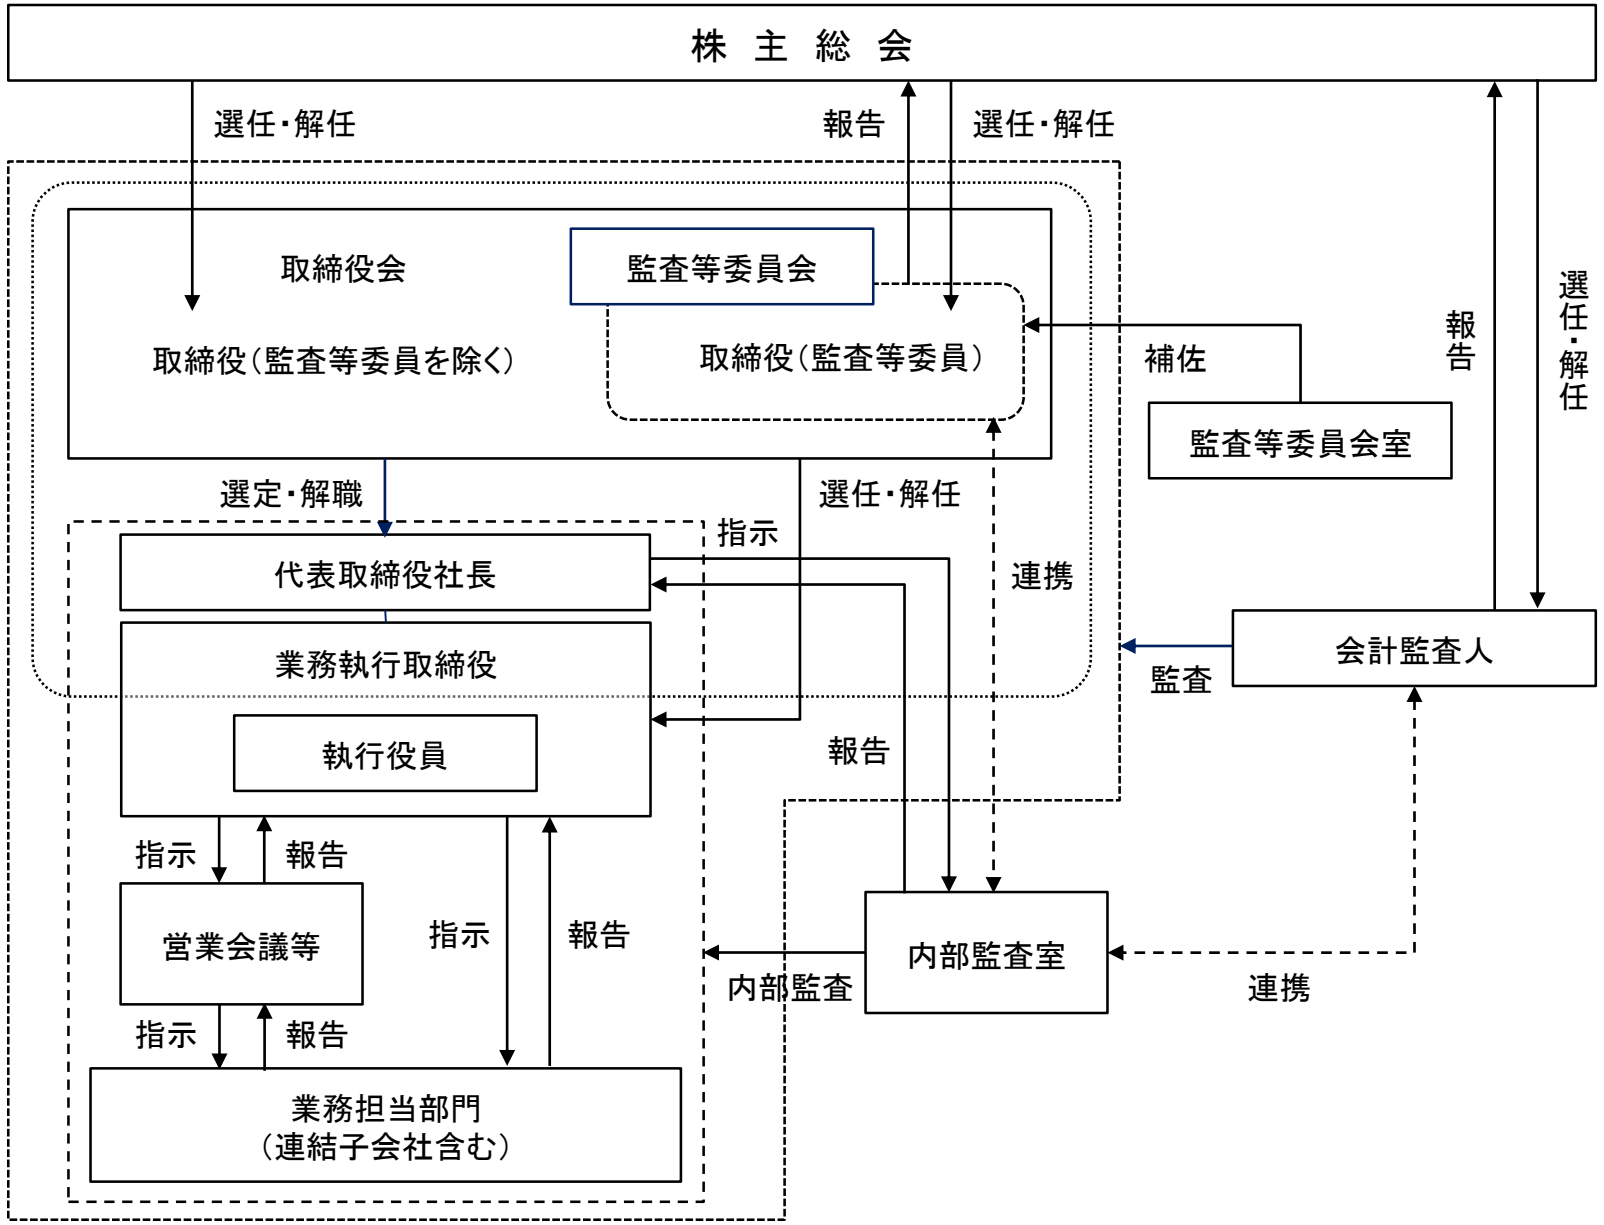 株 主 総 会
選任・解任
報告
選任・解任
取締役会
監査等委員会
取締役（監査等委員を除く）
取締役（監査等委員）
補佐
監査等委員会室
報告
選任・解任
選定・解職
選任・解任
指示
代表取締役社長
連携
業務執行取締役
会計監査人
監査
執行役員
報告
指示
報告
営業会議等
指示
報告
内部監査室
内部監査
連携
指示
報告
業務担当部門
（連結子会社含む）